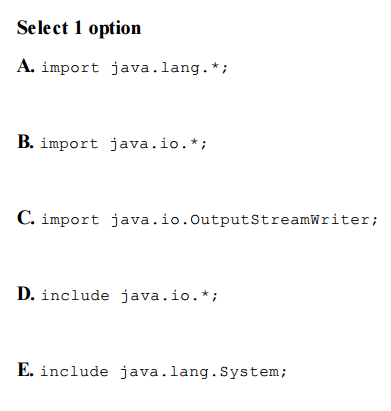 Select 1 option
A. import java.lang.*;
B. import java.io.*;
C. import java.io.OutputStreamWriter;
D. include java.io.*;
E. include java.lang.System;